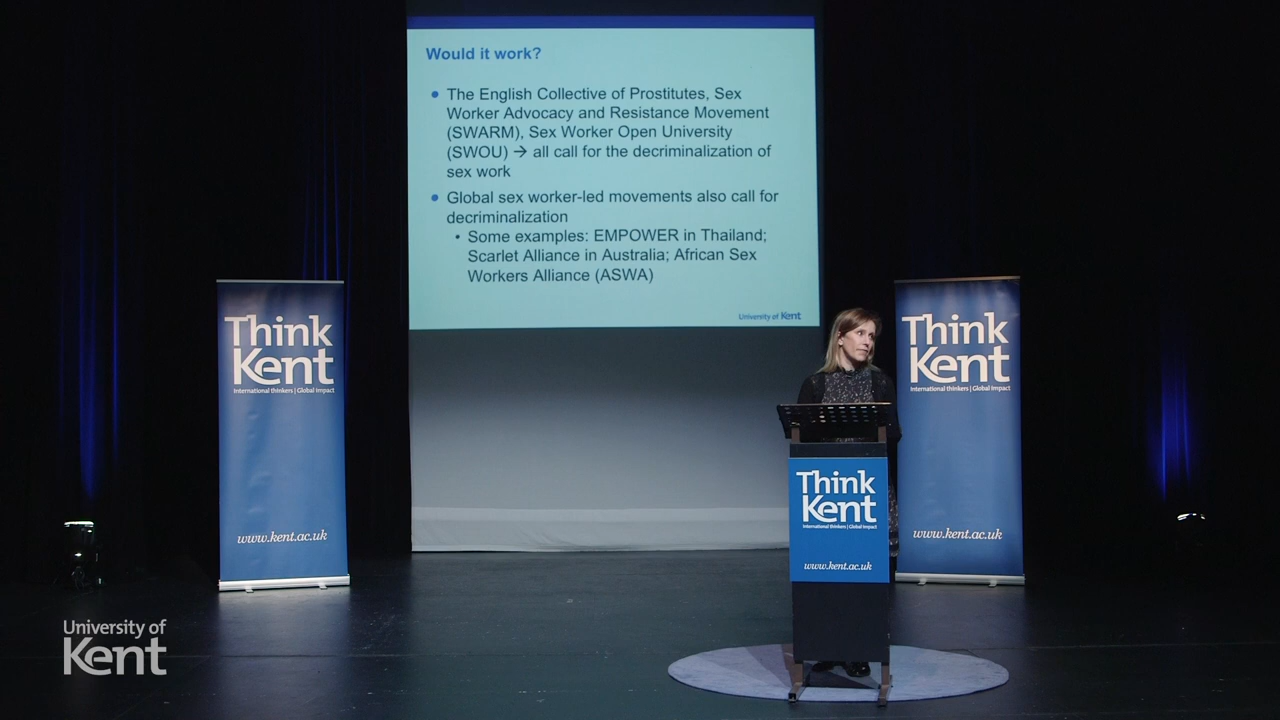 Would it work?
• The English Collective of Prostitutes, Sex
Worker Advocacy and Resistance Movement
(SWARM), Sex Worker Open University
(SWOU) → all call for the decriminalization of
sex work
• Global sex worker-led movements also call for
decriminalization
• Some examples: EMPOWER in Thailand;
Scarlet Alliance in Australia; African Sex
Workers Alliance (ASWA)
University of Kent
Think
Kent
International thinkers | Global Impact
www.kent.ac.uk
Think
Kent
International thinkers | Global Impact
www.kent.ac.uk
Think
Kent
International thinkers | Global Impact
www.kent.ac.uk
University of
Kent